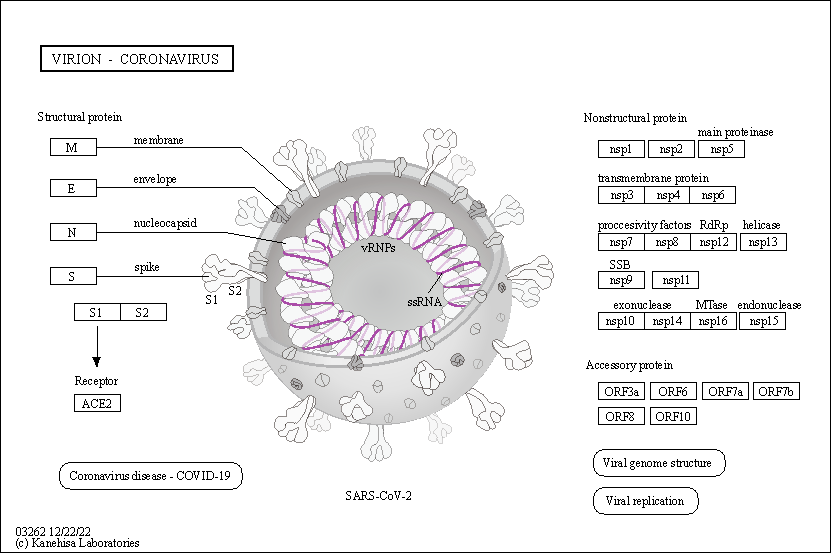 VIRION - CORONAVIRUS
Structural protein
M
membrane
E
envelope
N
nucleocapsid
S
spike
S1 S2
S1 S2
Receptor
ACE2
Coronavirus disease - COVID-19
vRNPs
ssRNA
SARS-CoV-2
Nonstructural protein
main proteinase
nsp1 nsp2 nsp5
transmembrane protein
nsp3 nsp4 nsp6
proccesivity factors RdRp helicase
nsp7 nsp8 nsp12 nsp13
SSB
nsp9 nsp11
exonuclease MTase endonuclease
nsp10 nsp14 nsp16 nsp15
Accessory protein
ORF3a ORF6 ORF7a ORF7b
ORF8 ORF10
Viral genome structure
Viral replication
03262 12/22/22
(c) Kanehisa Laboratories